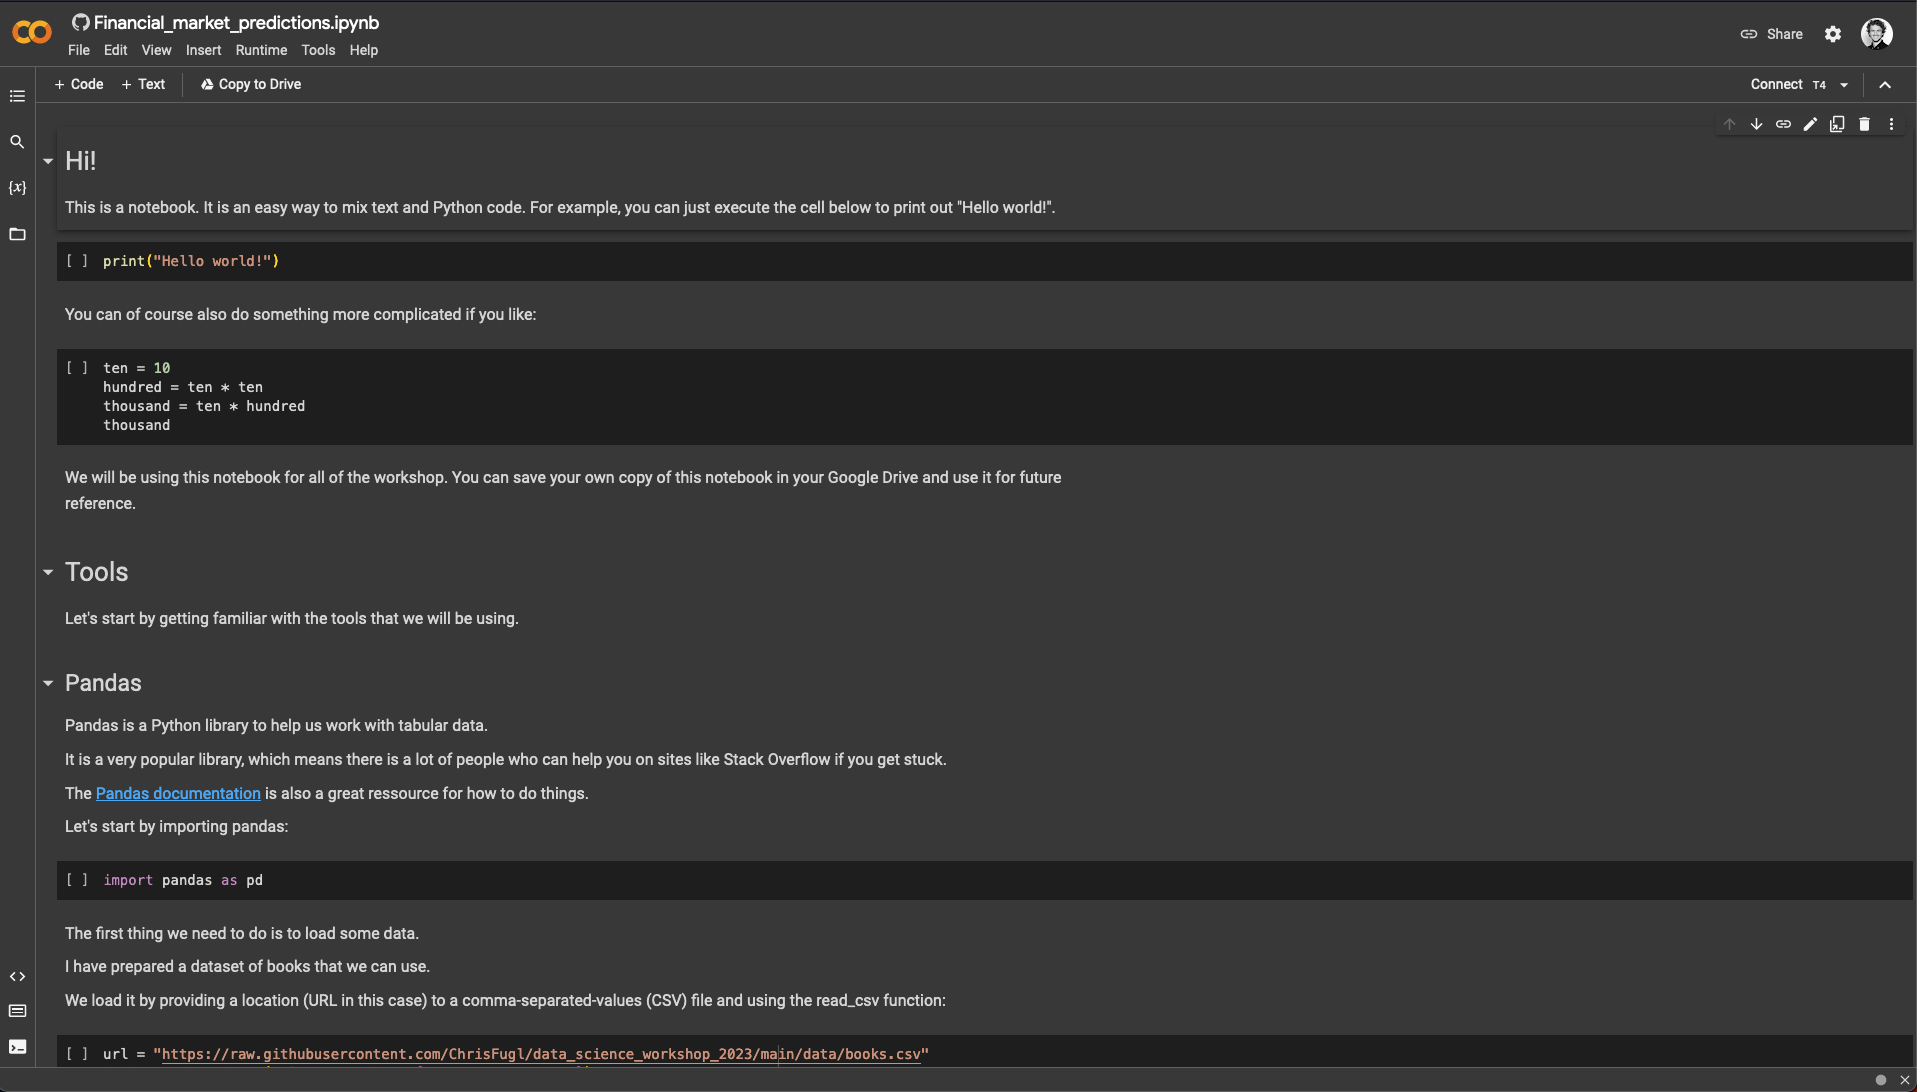 Financial_market_predictions.ipynb
File Edit View Insert Runtime Tools Help
Share
+ Code + Text Copy to Drive
Connect T4
Hi!
This is a notebook. It is an easy way to mix text and Python code. For example, you can just execute the cell below to print out "Hello world!".
[ ] print("Hello world!")
You can of course also do something more complicated if you like:
[ ] ten = 10
hundred = ten * ten
thousand = ten * hundred
thousand
We will be using this notebook for all of the workshop. You can save your own copy of this notebook in your Google Drive and use it for future
reference.
Tools
Let's start by getting familiar with the tools that we will be using.
Pandas
Pandas is a Python library to help us work with tabular data.
It is a very popular library, which means there is a lot of people who can help you on sites like Stack Overflow if you get stuck.
The Pandas documentation is also a great ressource for how to do things.
Let's start by importing pandas:
[ ] import pandas as pd
The first thing we need to do is to load some data.
I have prepared a dataset of books that we can use.
We load it by providing a location (URL in this case) to a comma-separated-values (CSV) file and using the read_csv function:
[ ] url = "https://raw.githubusercontent.com/ChrisFugl/data_science_workshop_2023/main/data/books.csv"